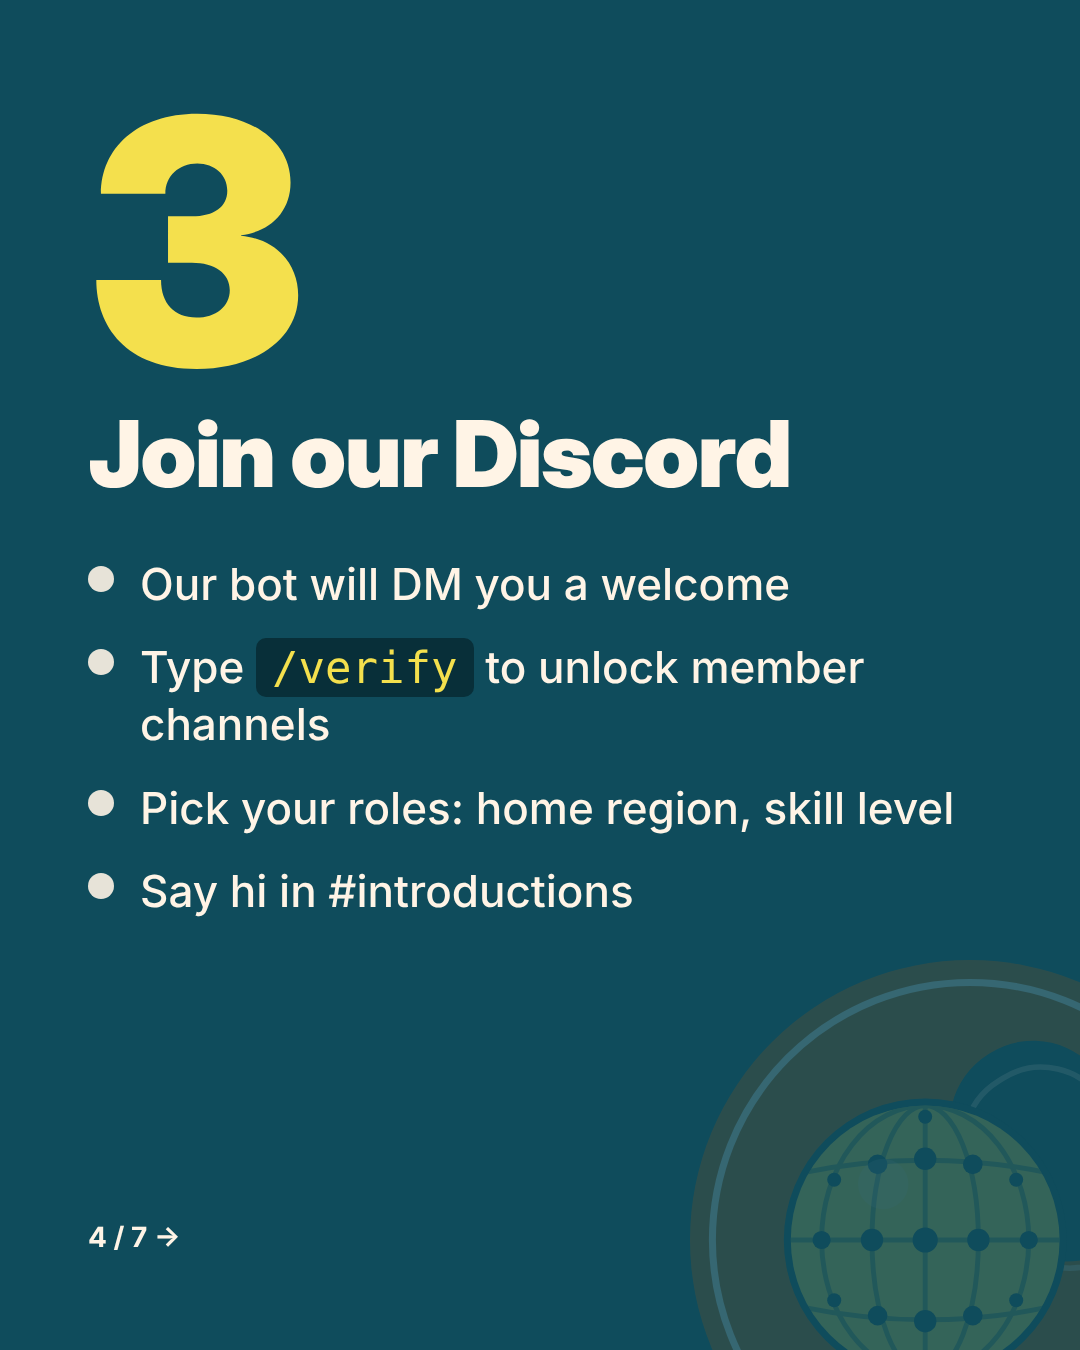 3
Join our Discord
Our bot will DM you a welcome
Type /verify to unlock member
channels
Pick your roles: home region, skill level
Say hi in #introductions
4 / 7 →